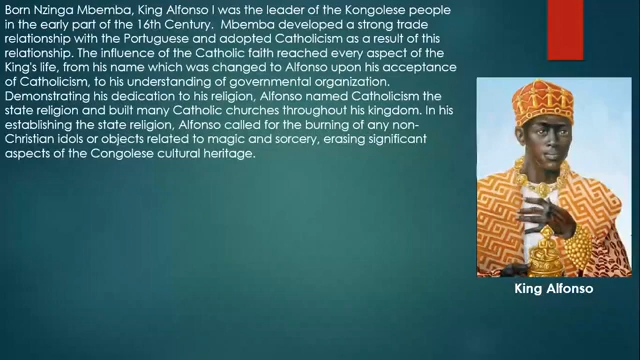 Born Nzinga Mbemba, King Alfonso I was the leader of the Kongolese people
in the early part of the 16th Century.  Mbemba developed a strong trade
relationship with the Portuguese and adopted Catholicism as a result of this
relationship. The influence of the Catholic faith reached every aspect of the
King's life, from his name which was changed to Alfonso upon his acceptance
of Catholicism, to his understanding of governmental organization.
Demonstrating his dedication to his religion, Alfonso named Catholicism the
state religion and built many Catholic churches throughout his kingdom. In his
establishing the state religion, Alfonso called for the burning of any non-
Christian idols or objects related to magic and sorcery, erasing significant
aspects of the Congolese cultural heritage.
King Alfonso